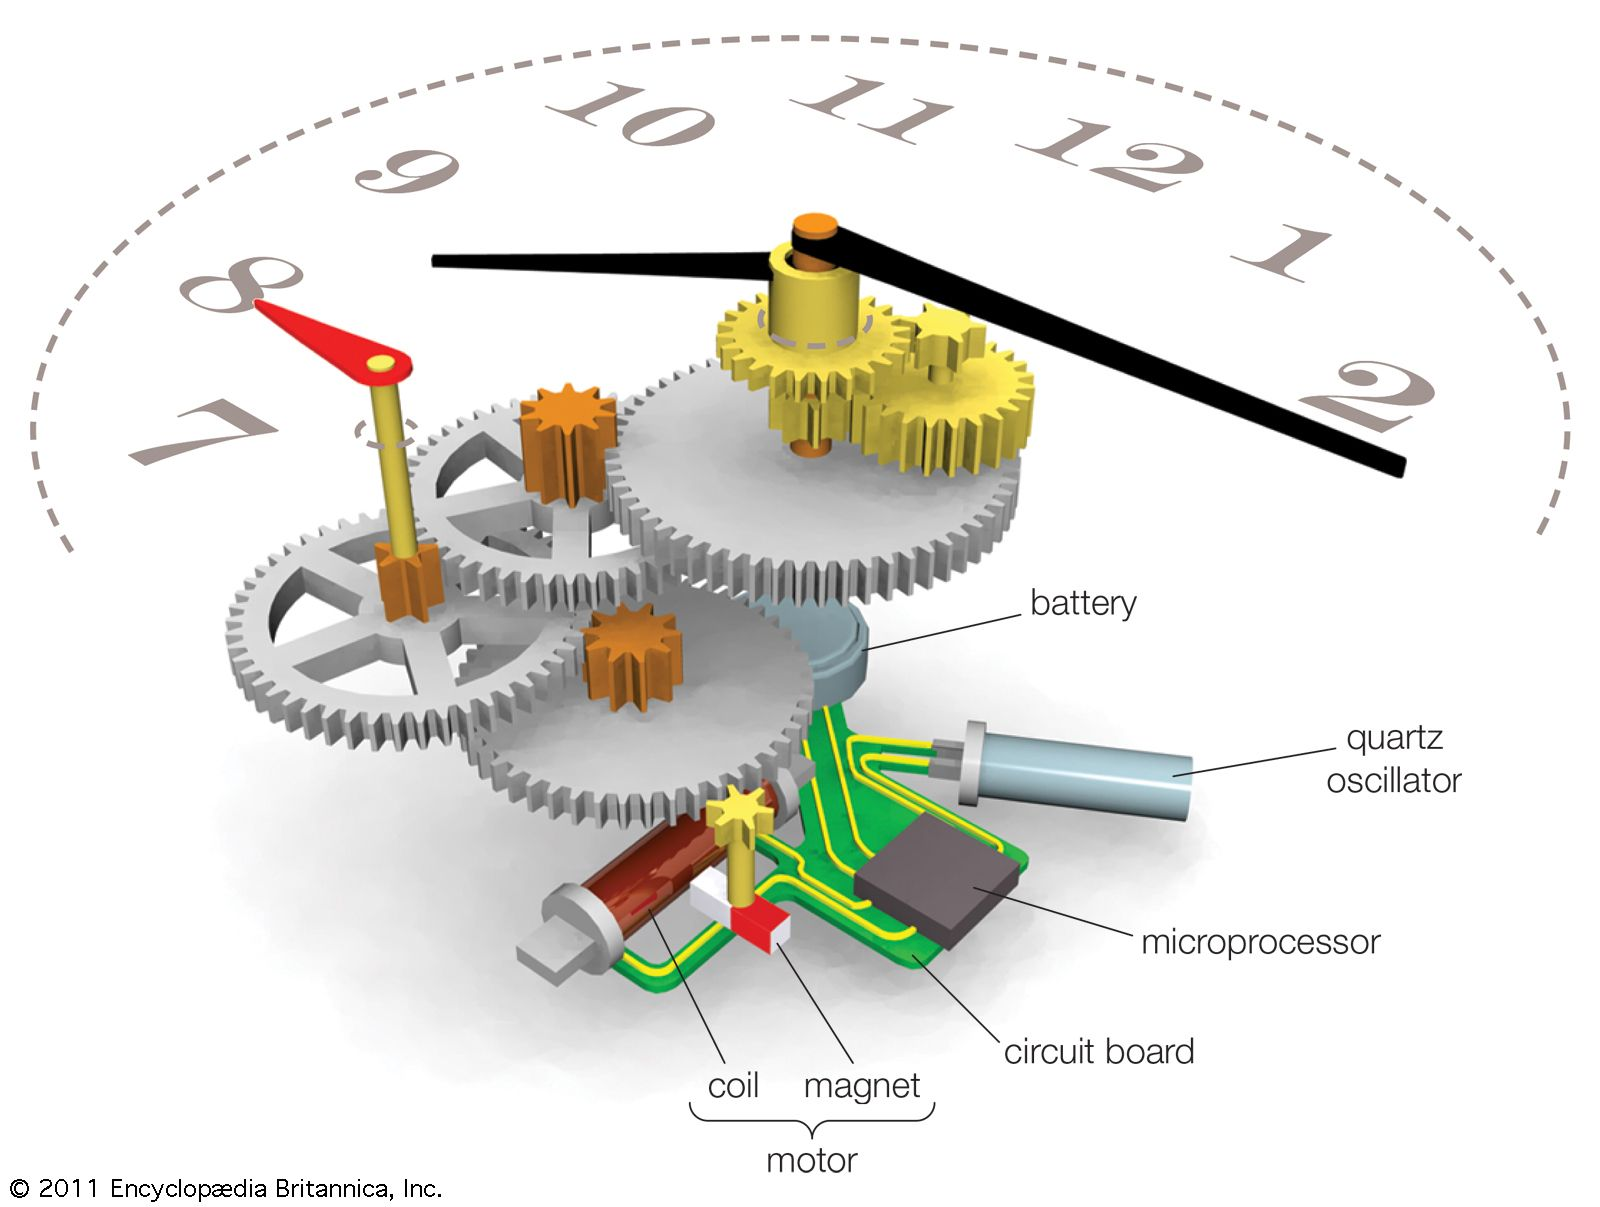 10
11
12
9
1
8
2
7
battery
quartz
oscillator
microprocessor
circuit board
coil
magnet
motor
© 2011 Encyclopædia Britannica, Inc.